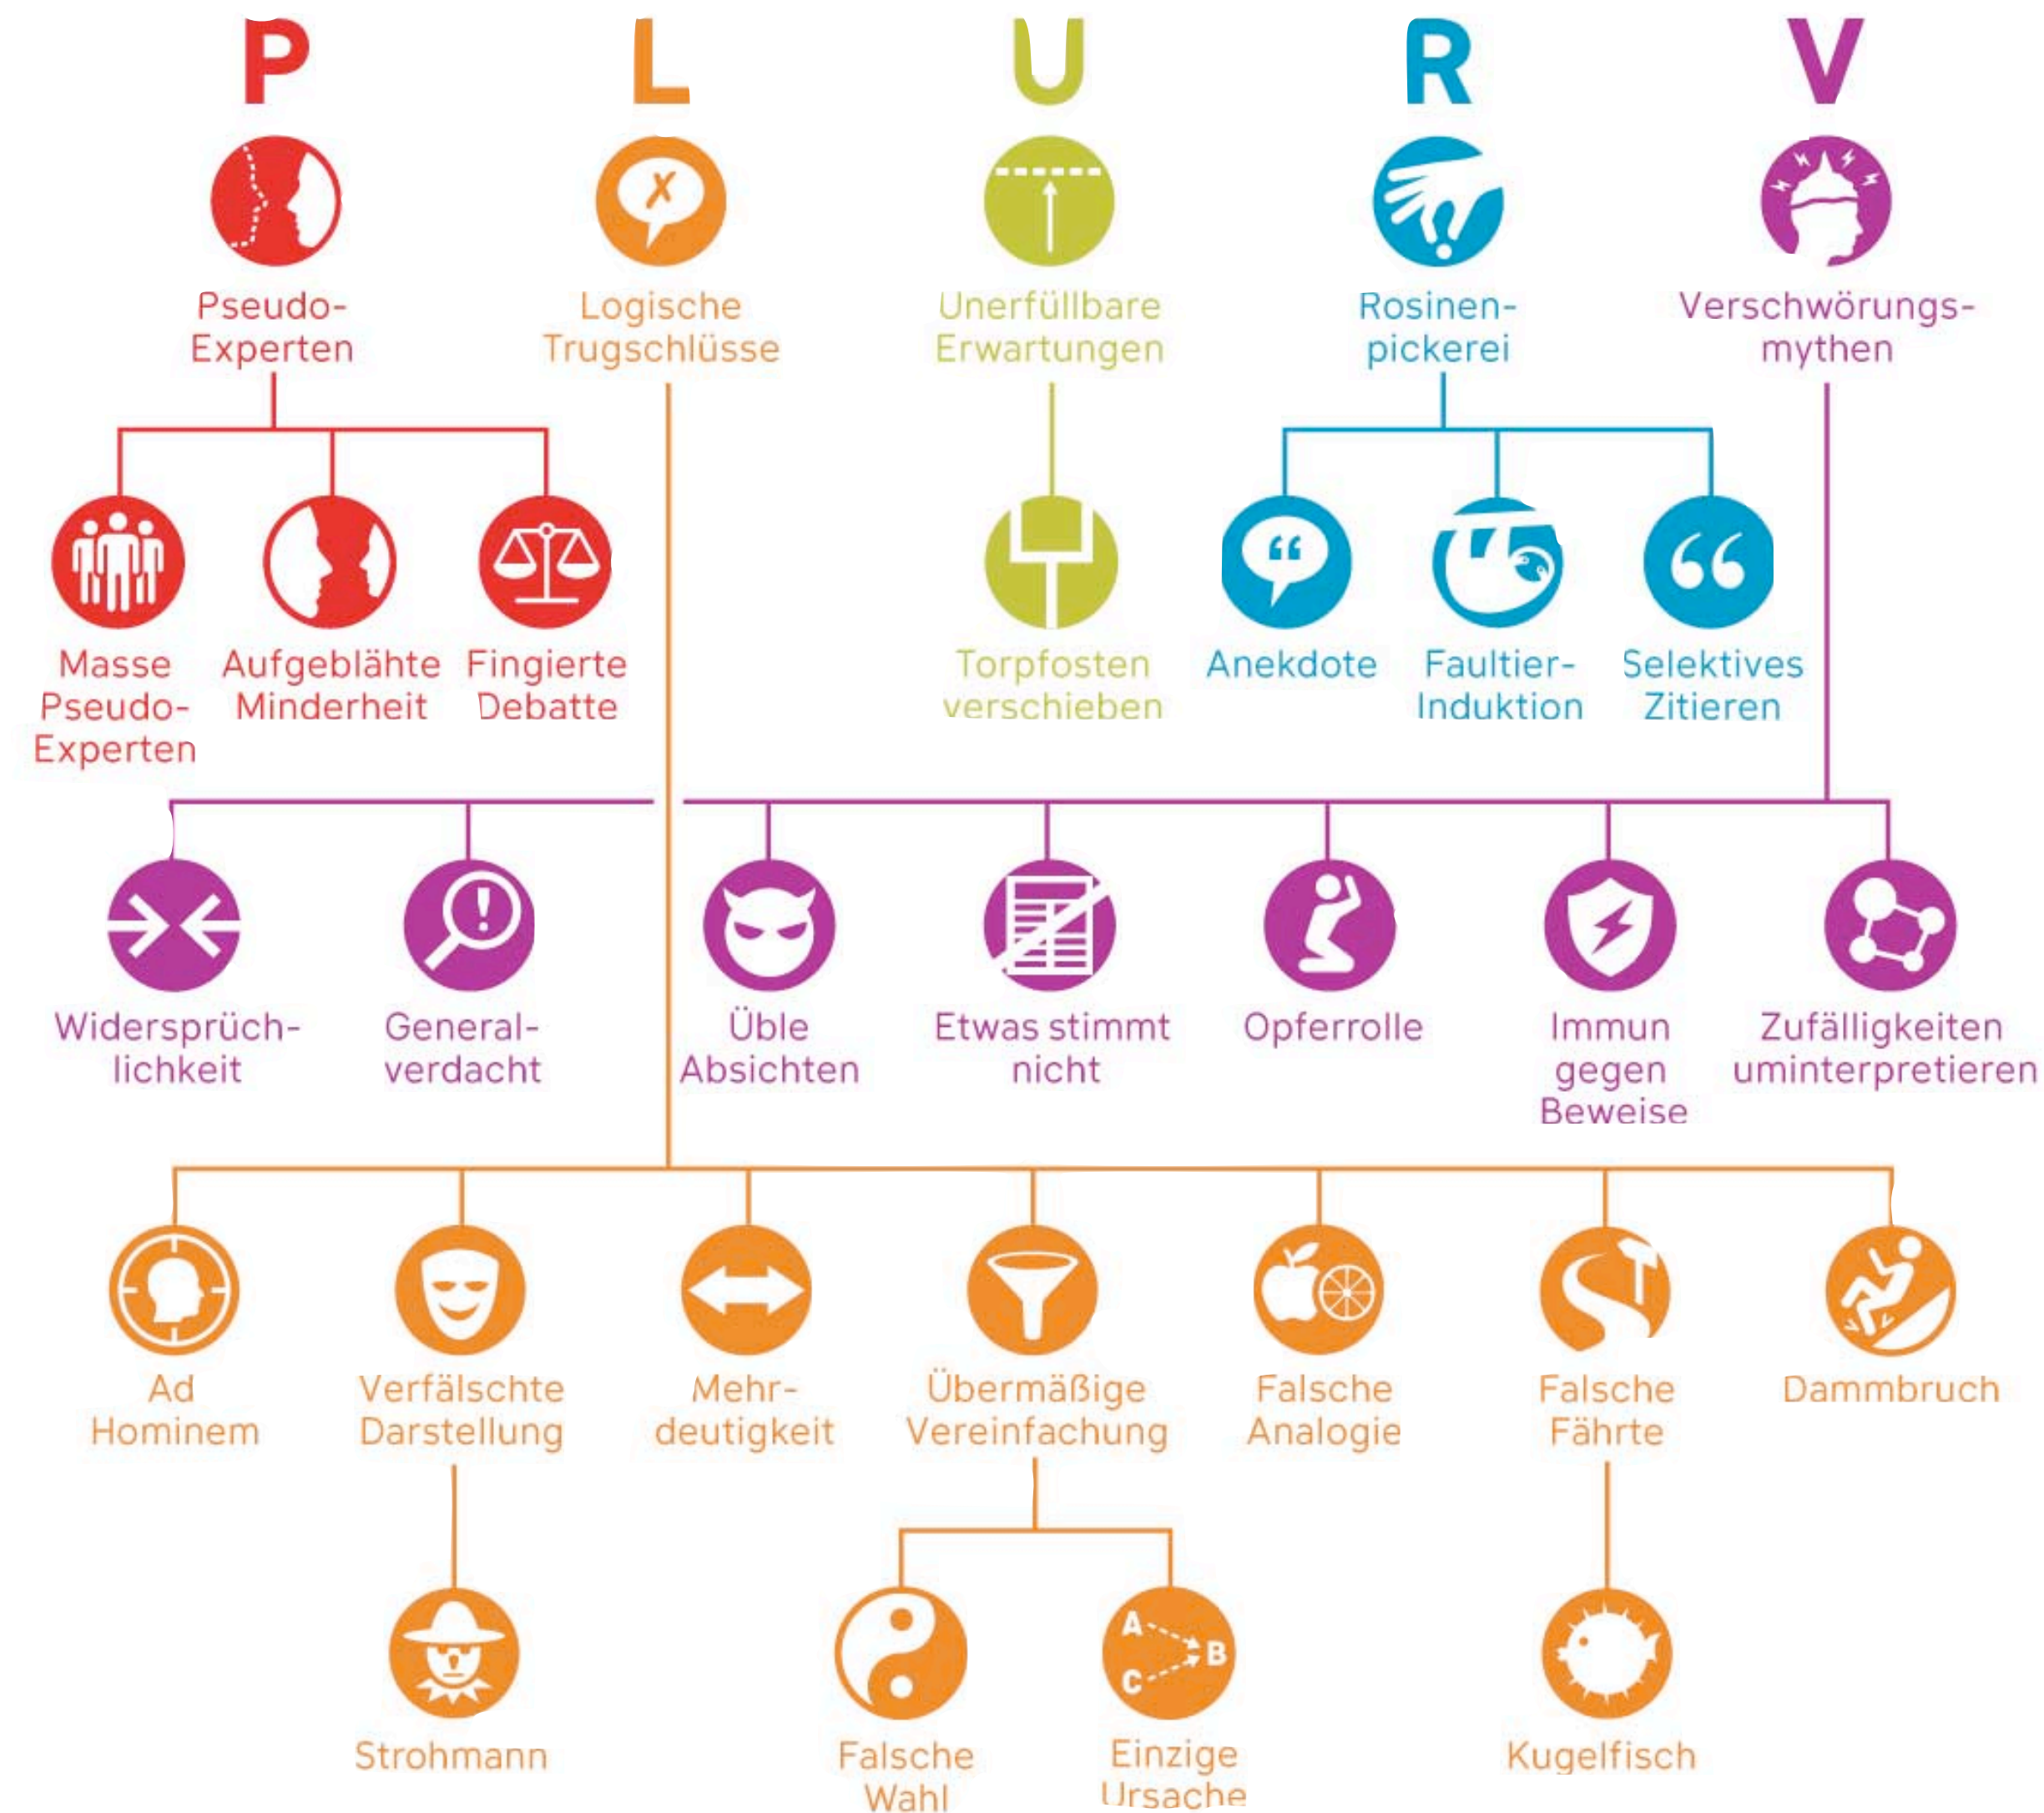 P L U R V
Pseudo-
Experten
Logische
Trugschlüsse
Unerfüllbare
Erwartungen
Rosinen-
pickerei
Verschwörungs-
mythen
Masse
Pseudo-
Experten
Aufgeblähte
Minderheit
Fingierte
Debatte
Torpfosten
verschieben
Anekdote
Faultier-
Induktion
Selektives
Zitieren
Widersprüch-
lichkeit
General-
verdacht
Üble
Absichten
Etwas stimmt
nicht
Opferrolle
Immun
gegen
Beweise
Zufälligkeiten
uminterpretieren
Ad
Hominem
Verfälschte
Darstellung
Mehr-
deutigkeit
Übermäßige
Vereinfachung
Falsche
Analogie
Falsche
Fährte
Dammbruch
Strohmann
Falsche
Wahl
A
B
C
Einzige
Ursache
Kugelfisch